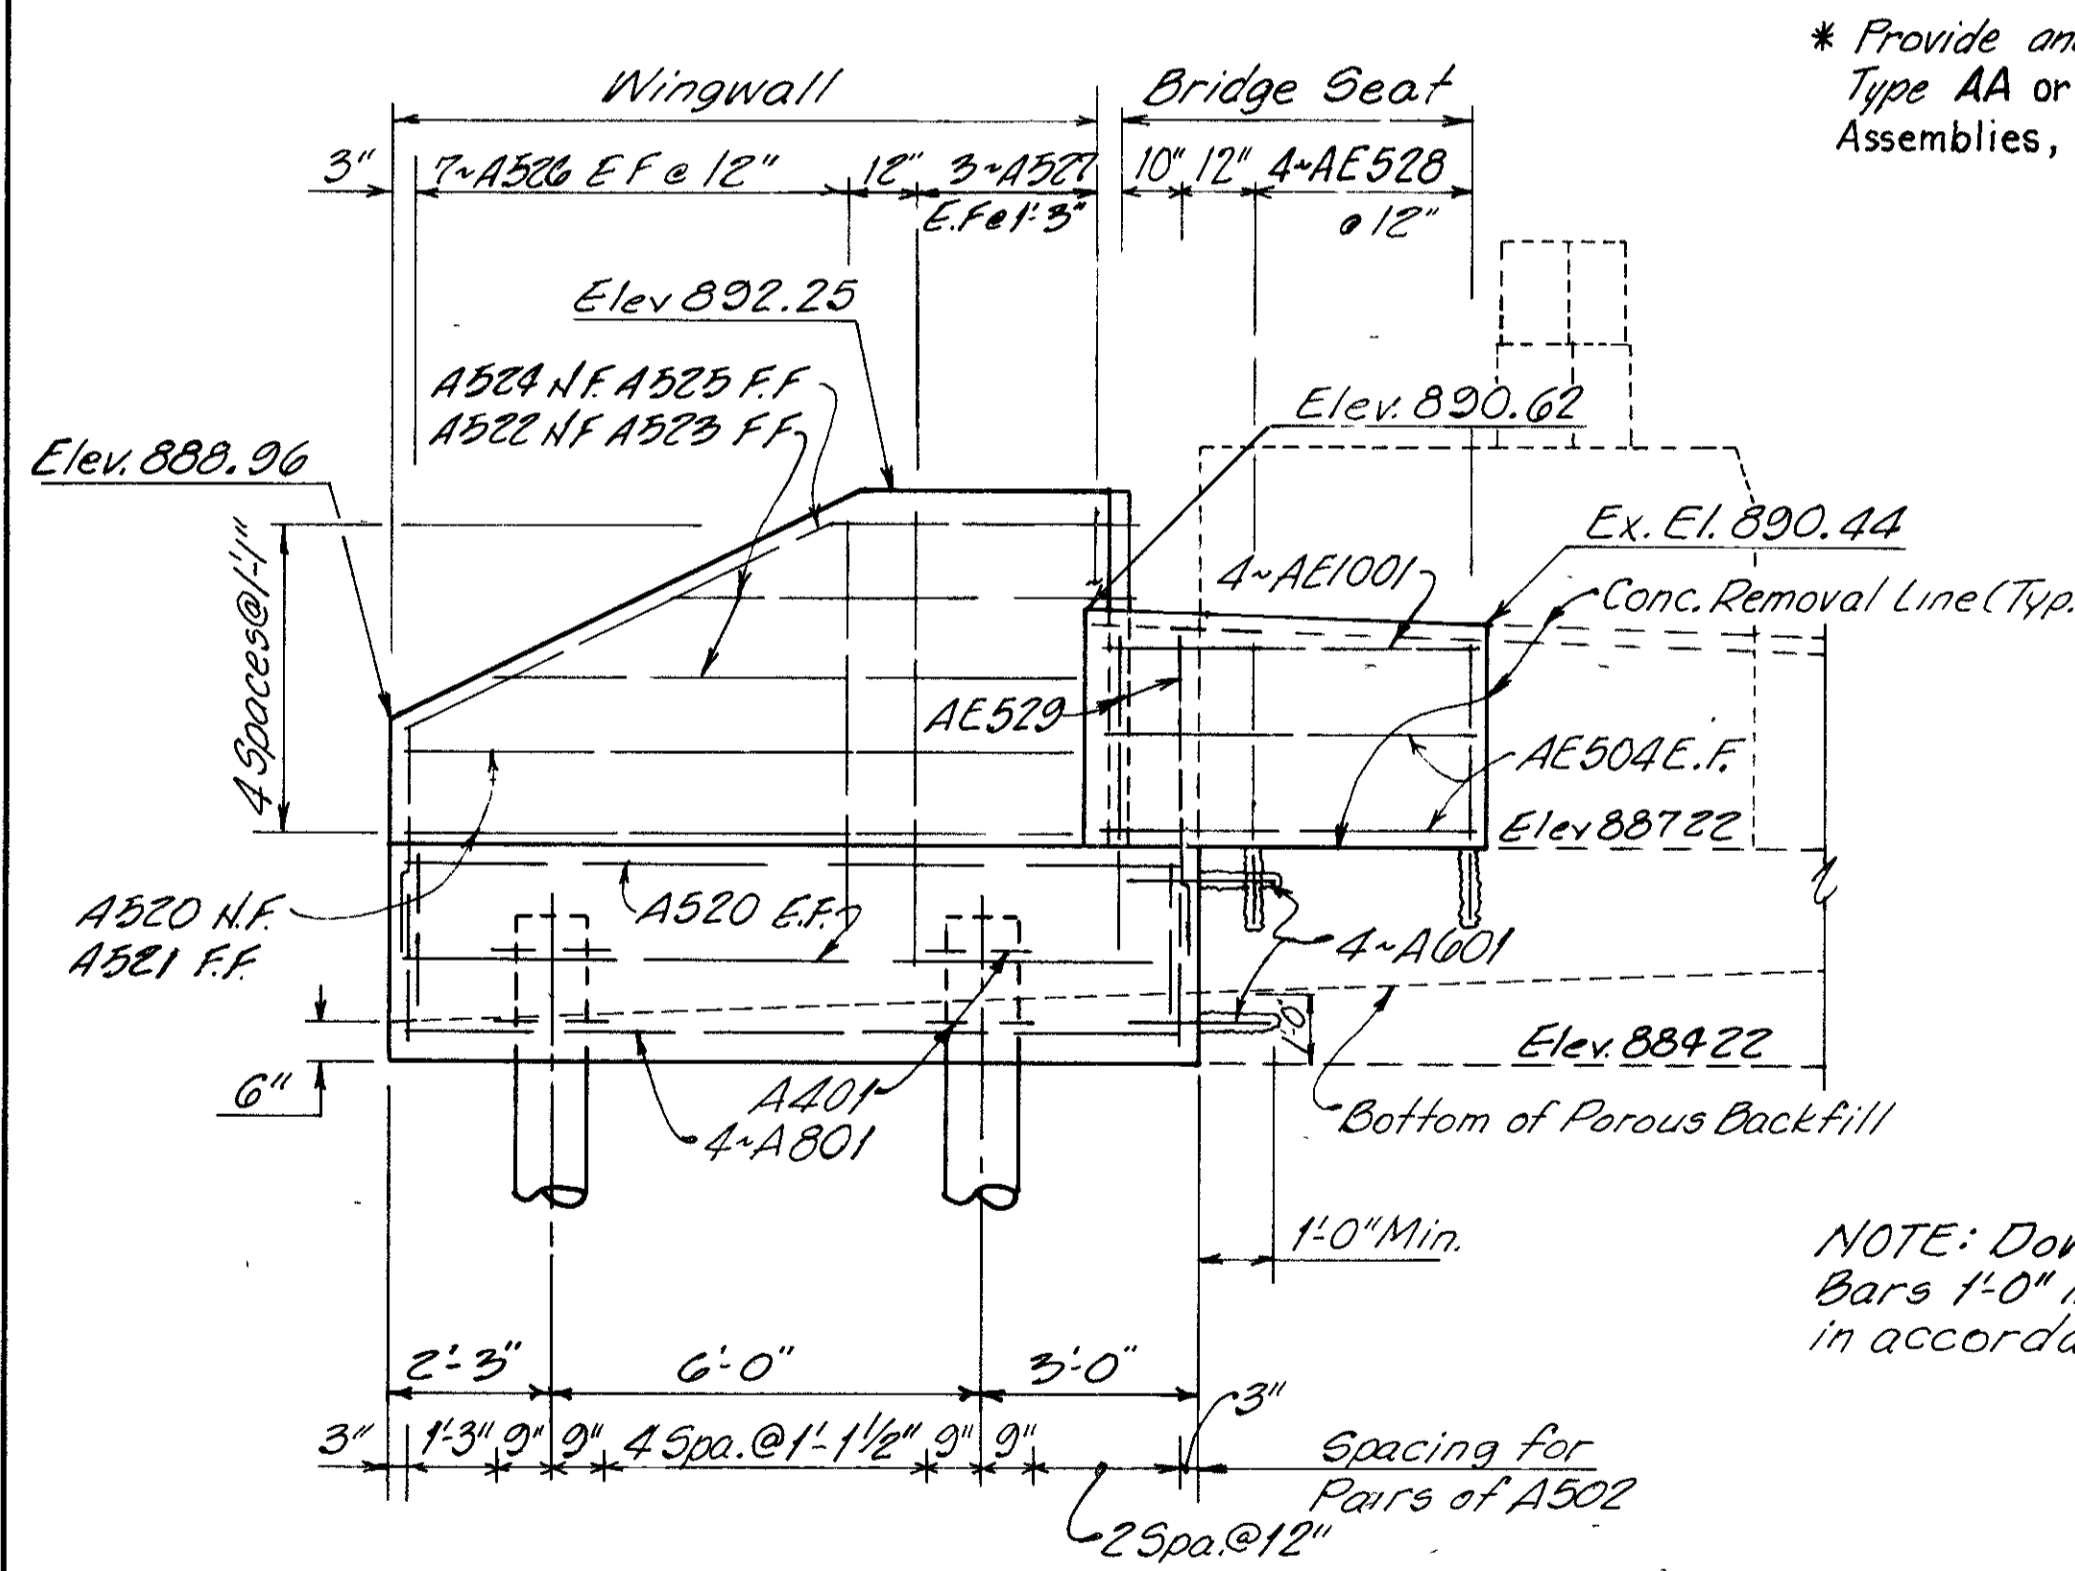 * Provide an
Type AA or
Assemblies,
Wingwall
Bridge Seat
3" 7~A526 E F @ 12" 12" 3~A527 10" 12" 4~AE528
E.F@1'-3" @ 12"
Elev 892.25
A524 N.F. A525 F.F
A522 N.F A523 F.F.
Elev. 890.62
Elev. 888.96
Ex. El. 890.44
4~AE1001
Conc. Removal Line (Typ.
4 Spaces@1'-1"
AE529
AE504 E.F.
Elev 887 22
A520 N.F.
A521 F.F.
A520 E.F.
4~A601
1'-0"
Elev. 884 22
6"
A401
4~A801
Bottom of Porous Backfill
1'-0" Min.
NOTE: Dow
Bars 1'-0"
in accorda
2'-3" 6'-0" 3'-0"
3"
3" 1'-3" 9" 9" 4 Spa.@1'-1 1/2" 9" 9"
Spacing for
Pairs of A502
2 Spa.@12"